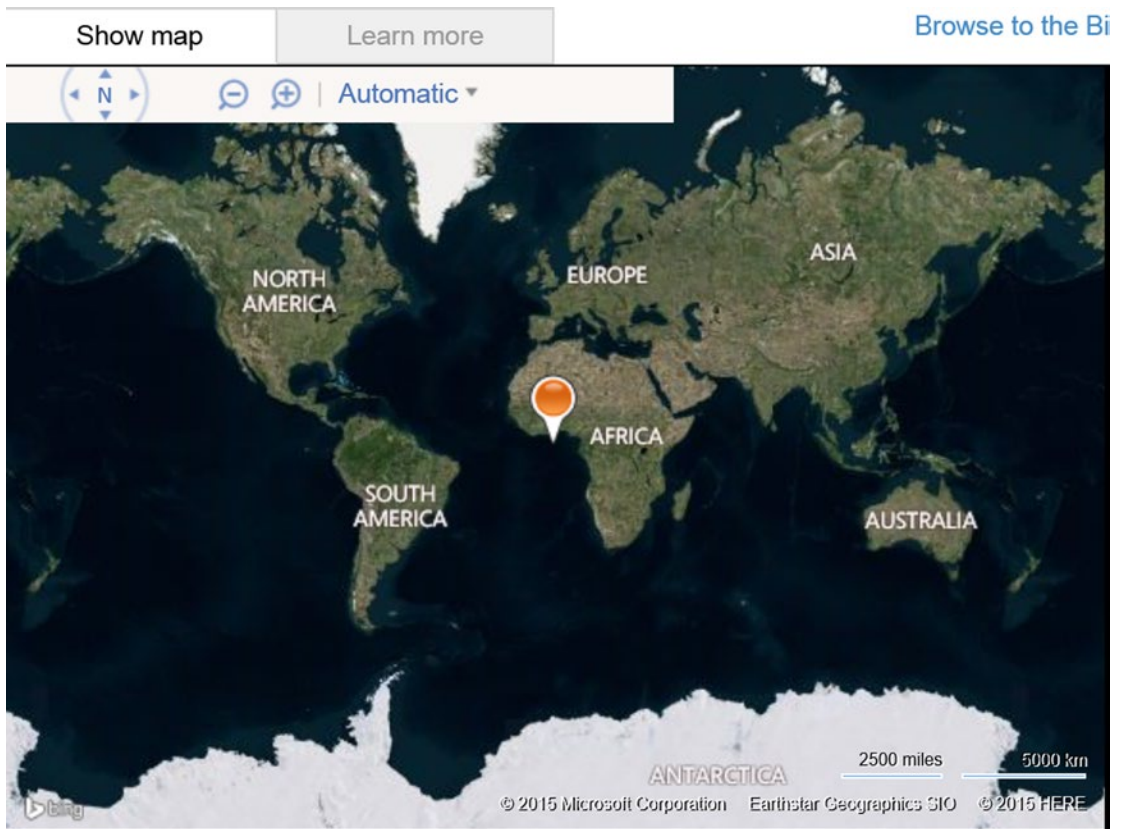 Show map
Learn more
Browse to the Bi
N
Automatic
NORTH
AMERICA
EUROPE
ASIA
AFRICA
SOUTH
AMERICA
AUSTRALIA
ANTARCTICA
2500 miles
5000 km
bing
© 2015 Microsoft Corporation Earthstar Geographics SIO © 2015 HERE